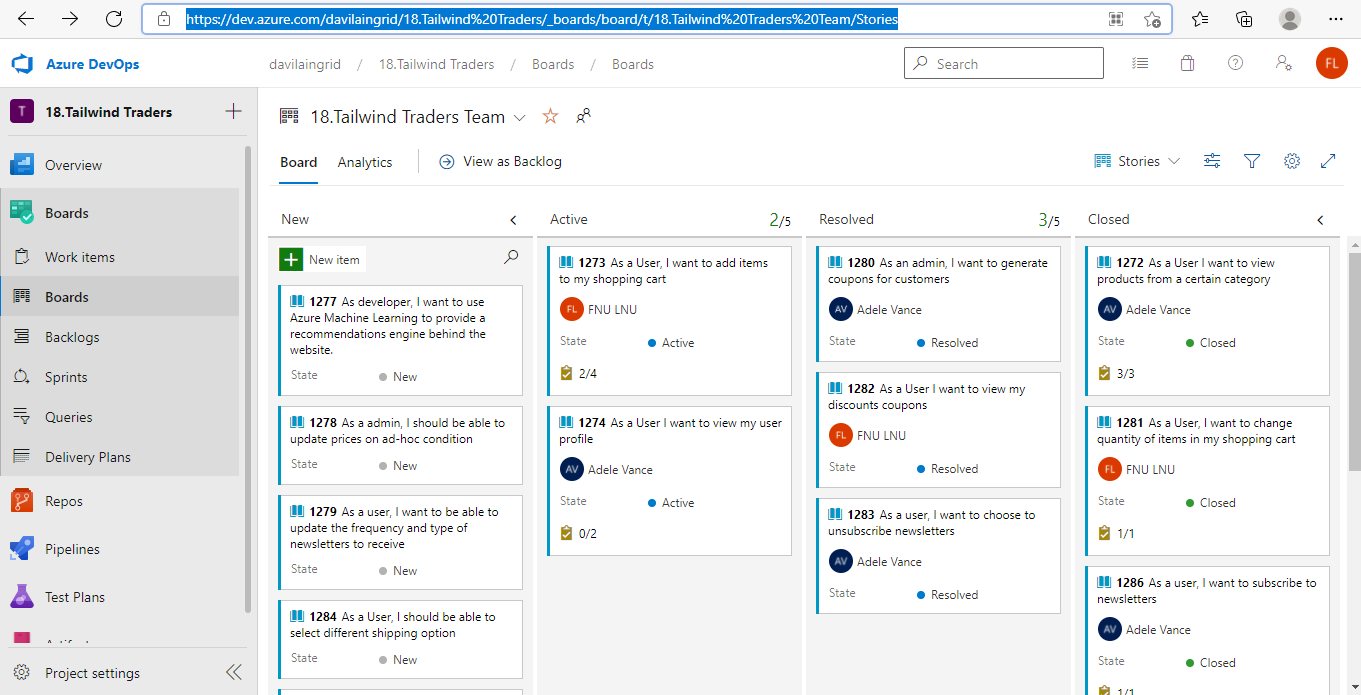 https://dev.azure.com/davilaingrid/18.Tailwind%20Traders/_boards/board/t/18.Tailwind%20Traders%20Team/Stories
Azure DevOps
davilaingrid / 18.Tailwind Traders / Boards / Boards
Search
FL
T 18.Tailwind Traders
Overview
Boards
Work items
Boards
Backlogs
Sprints
Queries
Delivery Plans
Repos
Pipelines
Test Plans
Project settings
18.Tailwind Traders Team
Board Analytics View as Backlog
Stories
New
New item
1277 As developer, I want to use
Azure Machine Learning to provide a
recommendations engine behind the
website.
State New
1278 As a admin, I should be able to
update prices on ad-hoc condition
State New
1279 As a user, I want to be able to
update the frequency and type of
newsletters to receive
State New
1284 As a User, I should be able to
select different shipping option
State New
Active 2/5
1273 As a User, I want to add items
to my shopping cart
FL FNU LNU
State Active
2/4
1274 As a User I want to view my user
profile
AV Adele Vance
State Active
0/2
Resolved 3/5
1280 As an admin, I want to generate
coupons for customers
AV Adele Vance
State Resolved
1282 As a User I want to view my
discounts coupons
FL FNU LNU
State Resolved
1283 As a user, I want to choose to
unsubscribe newsletters
AV Adele Vance
State Resolved
Closed
1272 As a User I want to view
products from a certain category
AV Adele Vance
State Closed
3/3
1281 As a User, I want to change
quantity of items in my shopping cart
FL FNU LNU
State Closed
1/1
1286 As a user, I want to subscribe to
newsletters
AV Adele Vance
State Closed
1/1